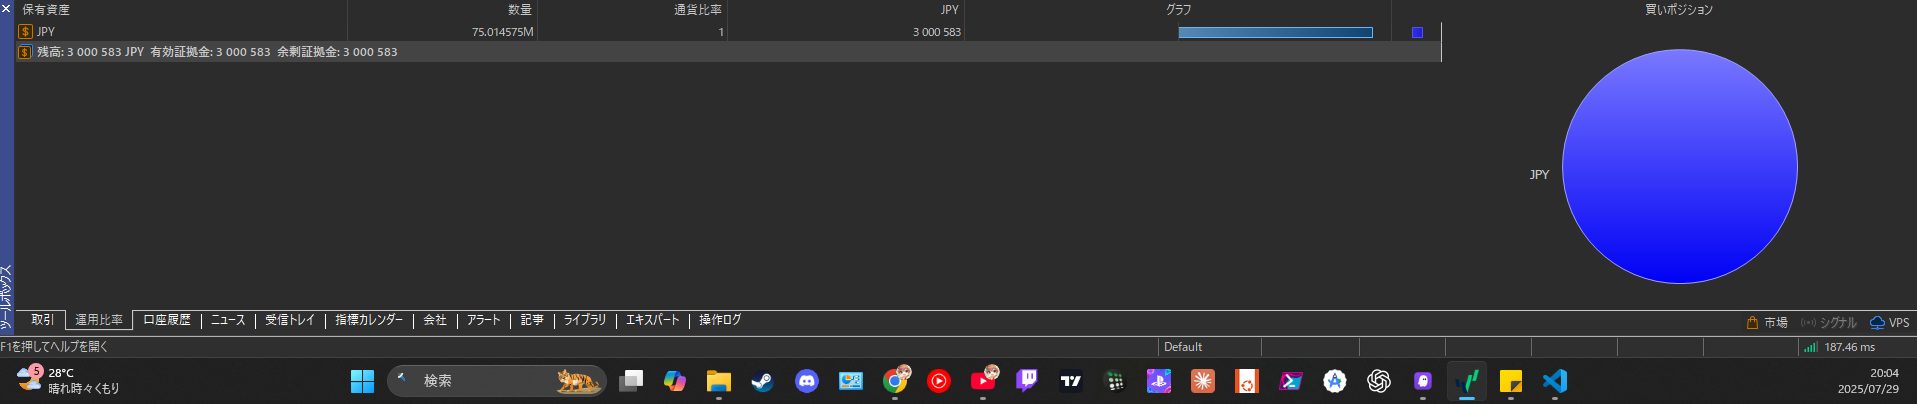 保有資産 数量 通貨比率 JPY グラフ 買いポジション
$ JPY 75.014575M 1 3 000 583
$ 残高: 3 000 583 JPY 有効証拠金: 3 000 583 余剰証拠金: 3 000 583
JPY
ツールボックス
取引 運用比率 口座履歴 ニュース 受信トレイ 指標カレンダー 会社 アラート 記事 ライブラリ エキスパート 操作ログ 市場 シグナル VPS
F1を押してヘルプを開く Default 187.46 ms
5 28°C
晴れ時々くもり
検索
20:04
2025/07/29